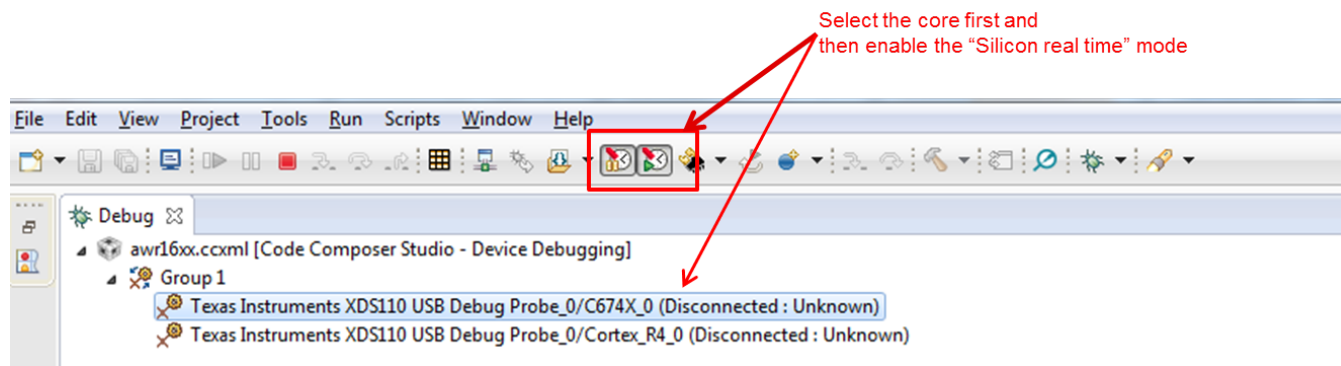 Select the core first and
then enable the “Silicon real time” mode
File Edit View Project Tools Run Scripts Window Help
Debug
awr16xx.ccxml [Code Composer Studio - Device Debugging]
Group 1
Texas Instruments XDS110 USB Debug Probe_0/C674X_0 (Disconnected : Unknown)
Texas Instruments XDS110 USB Debug Probe_0/Cortex_R4_0 (Disconnected : Unknown)